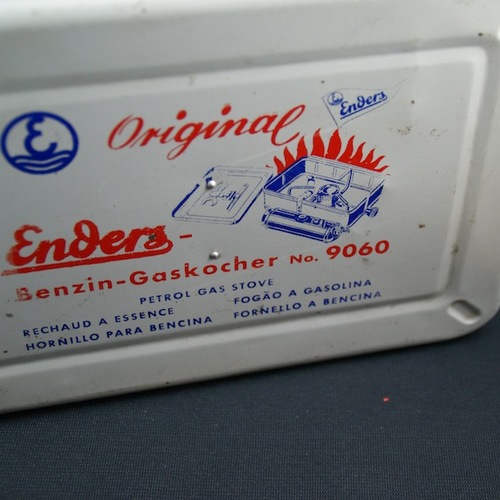 Original
Enders
E
Enders-
Benzin-Gaskocher No. 9060
PETROL GAS STOVE
RECHAUD A ESSENCE FOGÃO A GASOLINA
HORNILLO PARA BENCINA FORNELLO A BENCINA